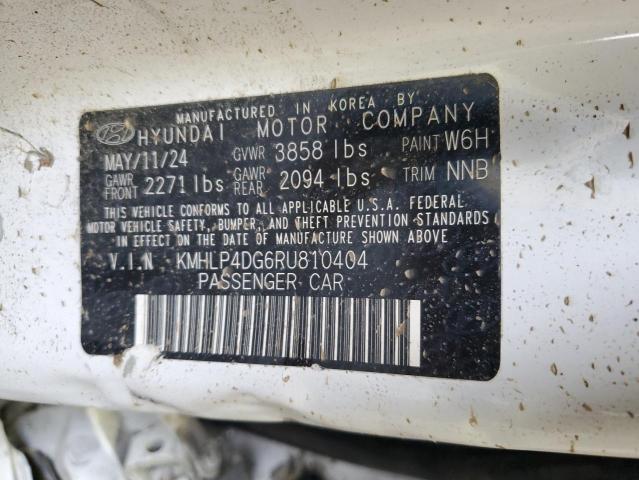 MANUFACTURED IN KOREA BY
HYUNDAI MOTOR COMPANY
MAY/11/24 GVWR 3858 lbs PAINT W6H
GAWR FRONT 2271 lbs GAWR REAR 2094 lbs TRIM NNB
THIS VEHICLE CONFORMS TO ALL APPLICABLE U.S.A. FEDERAL
MOTOR VEHICLE SAFETY, BUMPER, AND THEFT PREVENTION STANDARDS
IN EFFECT ON THE DATE OF MANUFACTURE SHOWN ABOVE
V.I.N KMHLP4DG6RU810404
PASSENGER CAR